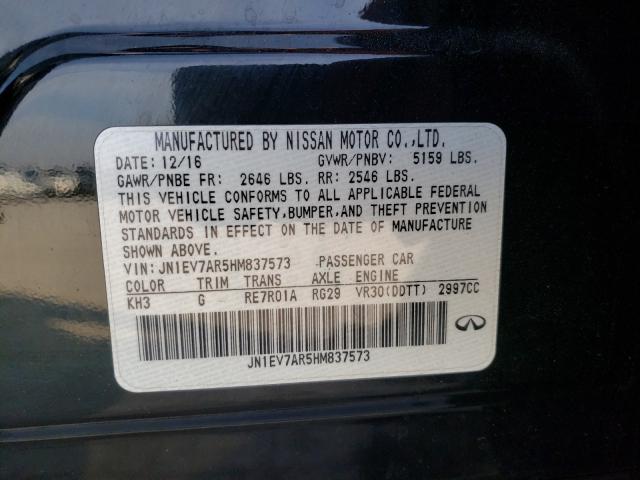 MANUFACTURED BY NISSAN MOTOR CO.,LTD.
DATE: 12/16 GVWR/PNBV: 5159 LBS.
GAWR/PNBE FR: 2646 LBS. RR: 2546 LBS.
THIS VEHICLE CONFORMS TO ALL APPLICABLE FEDERAL
MOTOR VEHICLE SAFETY,BUMPER,AND THEFT PREVENTION
STANDARDS IN EFFECT ON THE DATE OF MANUFACTURE
SHOWN ABOVE.
VIN: JN1EV7AR5HM837573 PASSENGER CAR
COLOR TRIM TRANS AXLE ENGINE
KH3 G RE7R01A RG29 VR30(DDTT) 2997CC
JN1EV7AR5HM837573
INFINITI